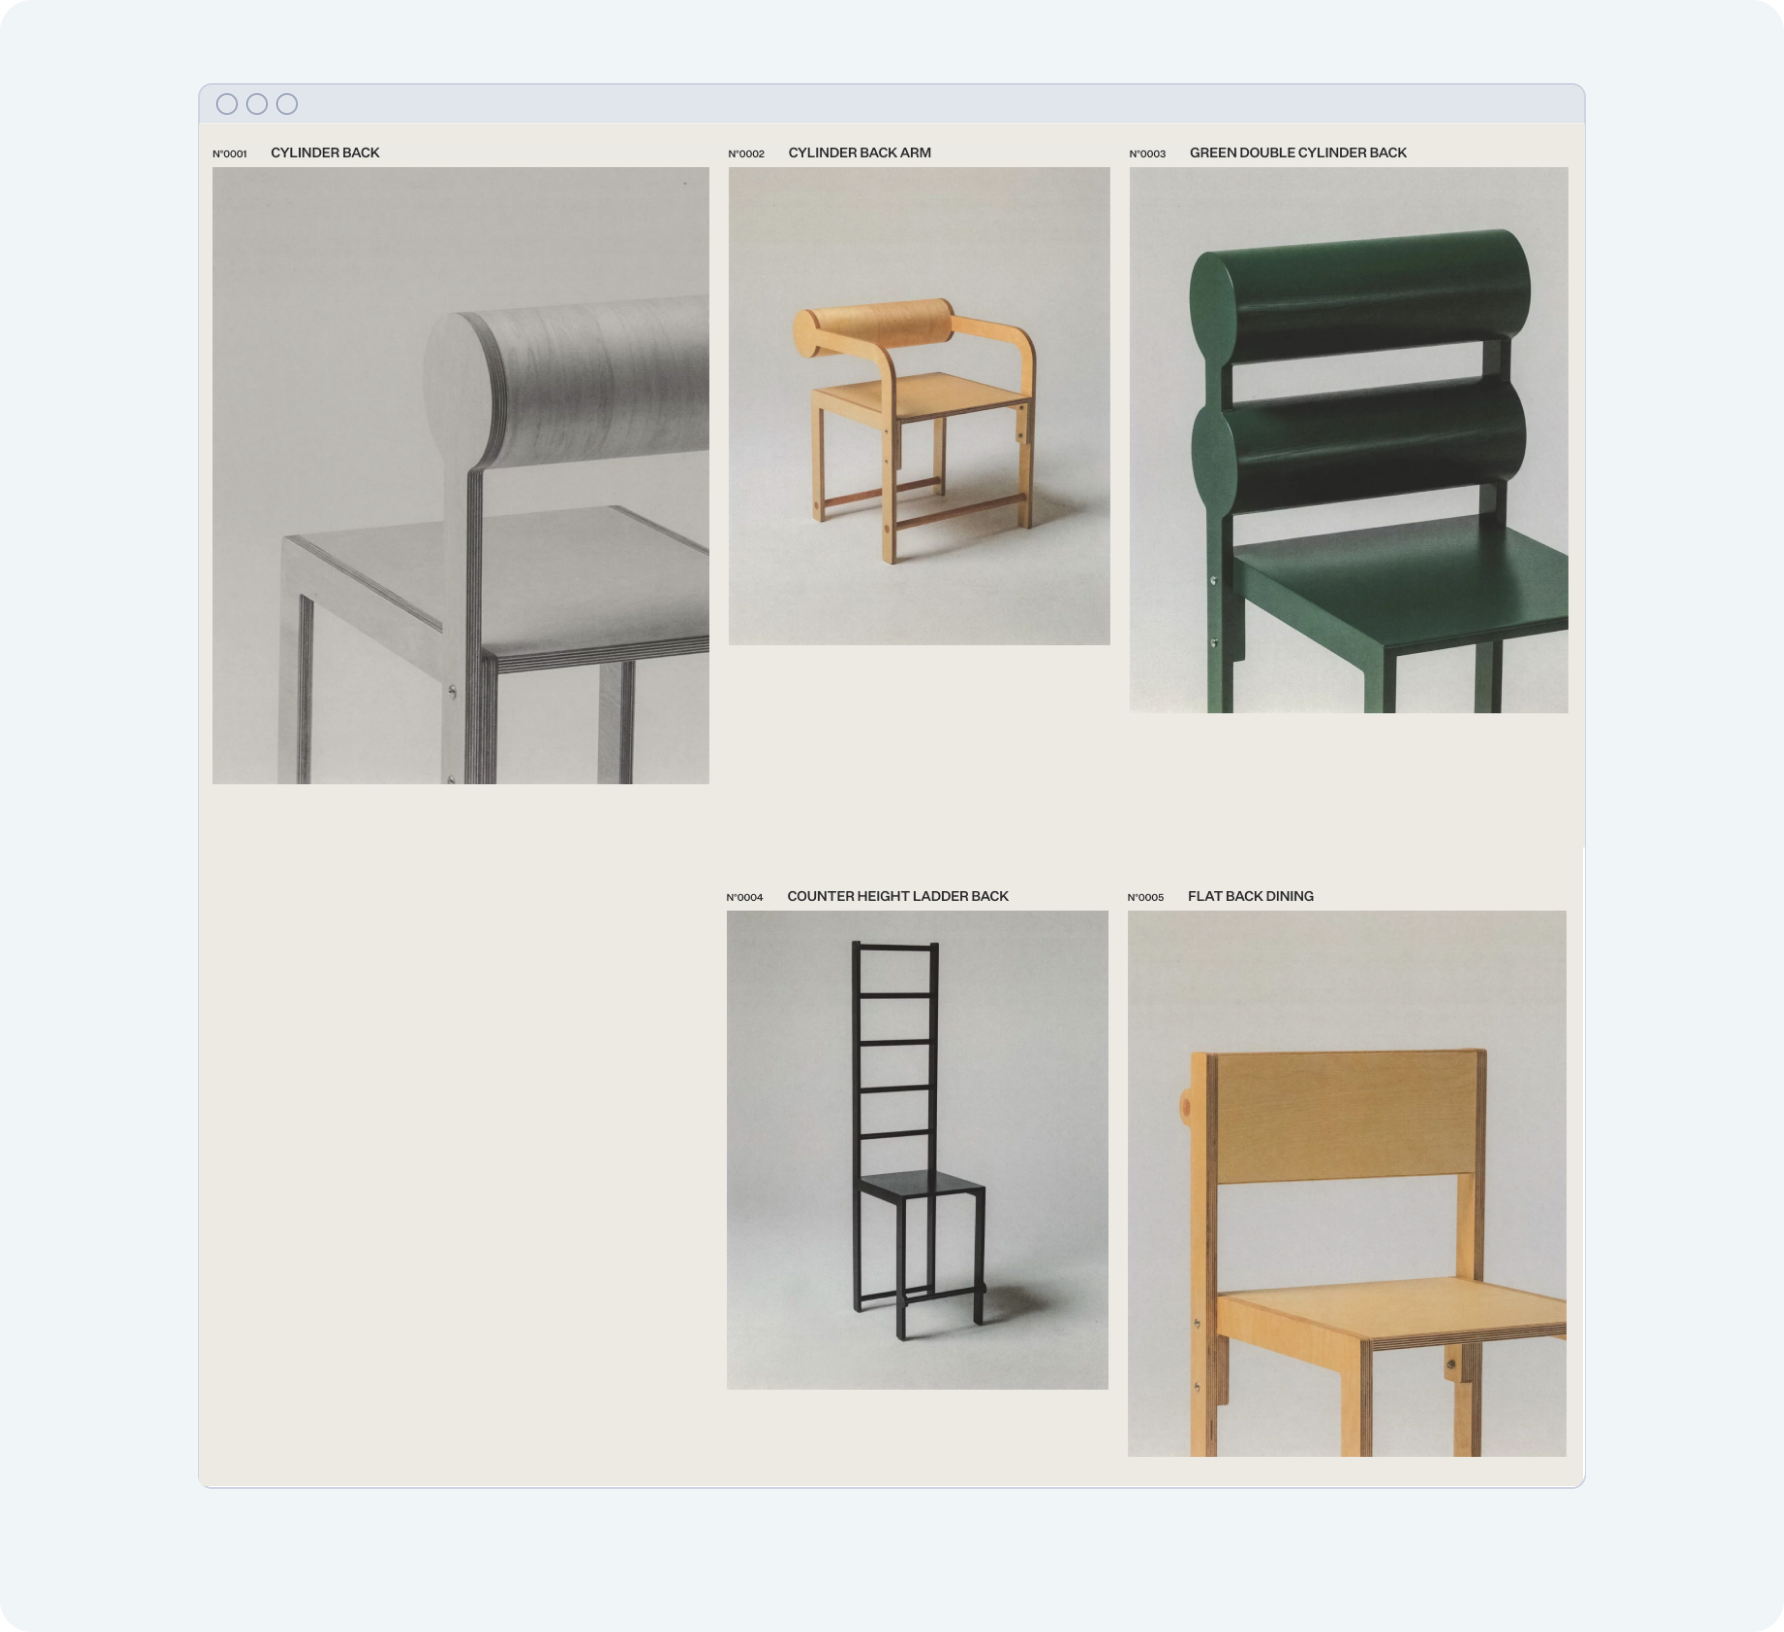 N°0001 CYLINDER BACK
N°0002 CYLINDER BACK ARM
N°0003 GREEN DOUBLE CYLINDER BACK
N°0004 COUNTER HEIGHT LADDER BACK
N°0005 FLAT BACK DINING